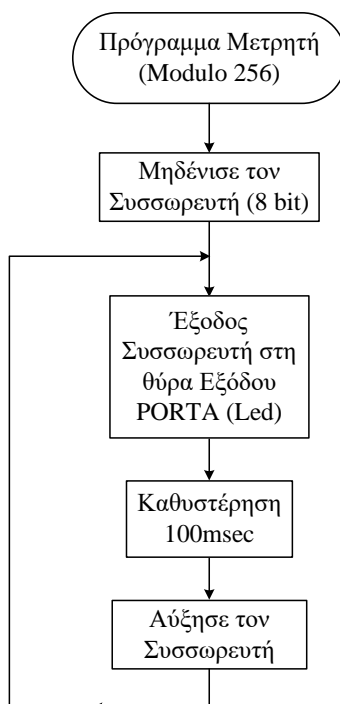 Πρόγραμμα Μετρητή
(Modulo 256)
Μηδένισε τον
Συσσωρευτή (8 bit)
Έξοδος
Συσσωρευτή στη
θύρα Εξόδου
PORTA (Led)
Καθυστέρηση
100msec
Αύξησε τον
Συσσωρευτή